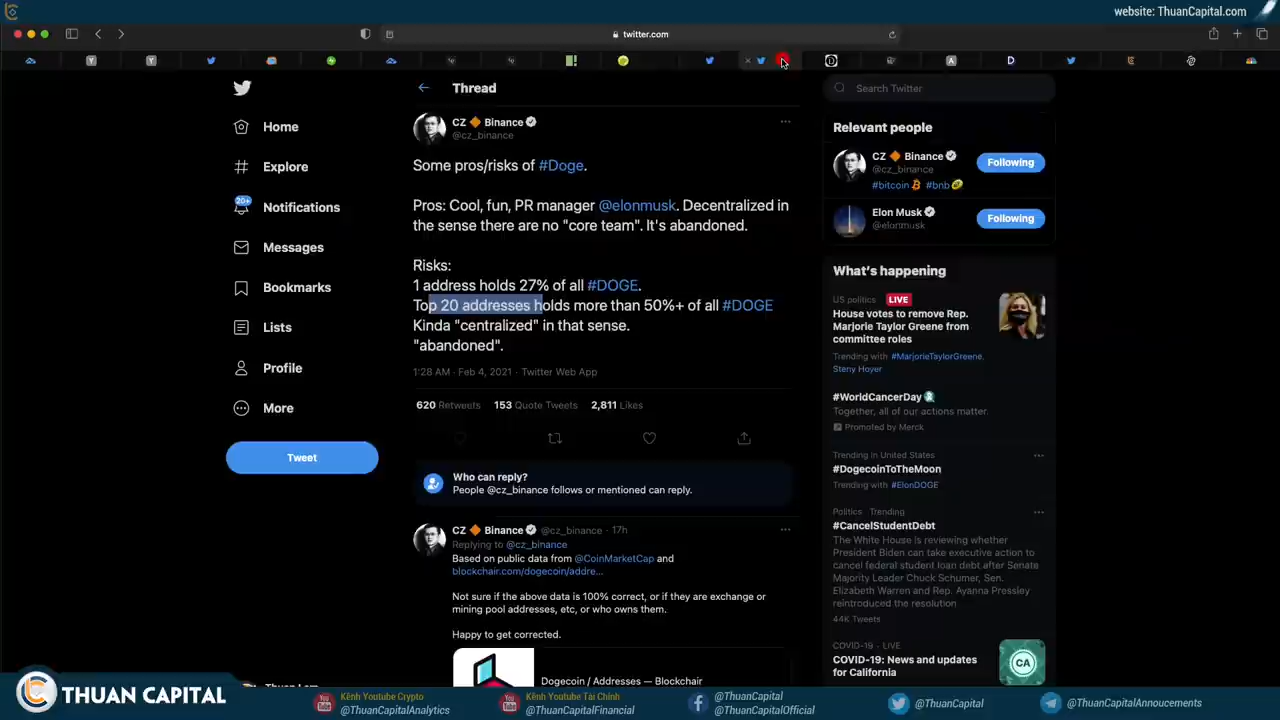 website: ThuanCapital.com
twitter.com
Thread
Search Twitter
Home
Explore
20+
Notifications
Messages
Bookmarks
Lists
Profile
More
Tweet
CZ 🔶 Binance
@cz_binance
Some pros/risks of #Doge.
Pros: Cool, fun, PR manager @elonmusk. Decentralized in
the sense there are no "core team". It's abandoned.
Risks:
1 address holds 27% of all #DOGE.
Top 20 addresses holds more than 50%+ of all #DOGE
Kinda "centralized" in that sense.
"abandoned".
1:28 AM · Feb 4, 2021 · Twitter Web App
620 Retweets 153 Quote Tweets 2,811 Likes
Who can reply?
People @cz_binance follows or mentioned can reply.
CZ 🔶 Binance @cz_binance · 17h
Replying to @cz_binance
Based on public data from @CoinMarketCap and
blockchair.com/dogecoin/addre...
Not sure if the above data is 100% correct, or if they are exchange or
mining pool addresses, etc, or who owns them.
Happy to get corrected.
Dogecoin / Addresses — Blockchair
Relevant people
CZ 🔶 Binance
@cz_binance
Following
#bitcoin #bnb
Elon Musk
@elonmusk
Following
What's happening
US politics LIVE
House votes to remove Rep.
Marjorie Taylor Greene from
committee roles
Trending with #MarjorieTaylorGreene,
Steny Hoyer
#WorldCancerDay
Together, all of our actions matter.
Promoted by Merck
Trending in United States
#DogecoinToTheMoon
Trending with #ElonDOGE
Politics · Trending
#CancelStudentDebt
The White House is reviewing whether
President Biden can take executive action to
cancel federal student loan debt after Senate
Majority Leader Chuck Schumer, Sen.
Elizabeth Warren and Rep. Ayanna Pressley
reintroduced the resolution
44K Tweets
COVID-19 · LIVE
COVID-19: News and updates
for California
CA
THUAN CAPITAL
Kênh Youtube Crypto
@ThuanCapitalAnalytics
Kênh Youtube Tài Chính
@ThuanCapitalFinancial
@ThuanCapital
@ThuanCapitalOfficial
@ThuanCapital
@ThuanCapitalAnnoucements